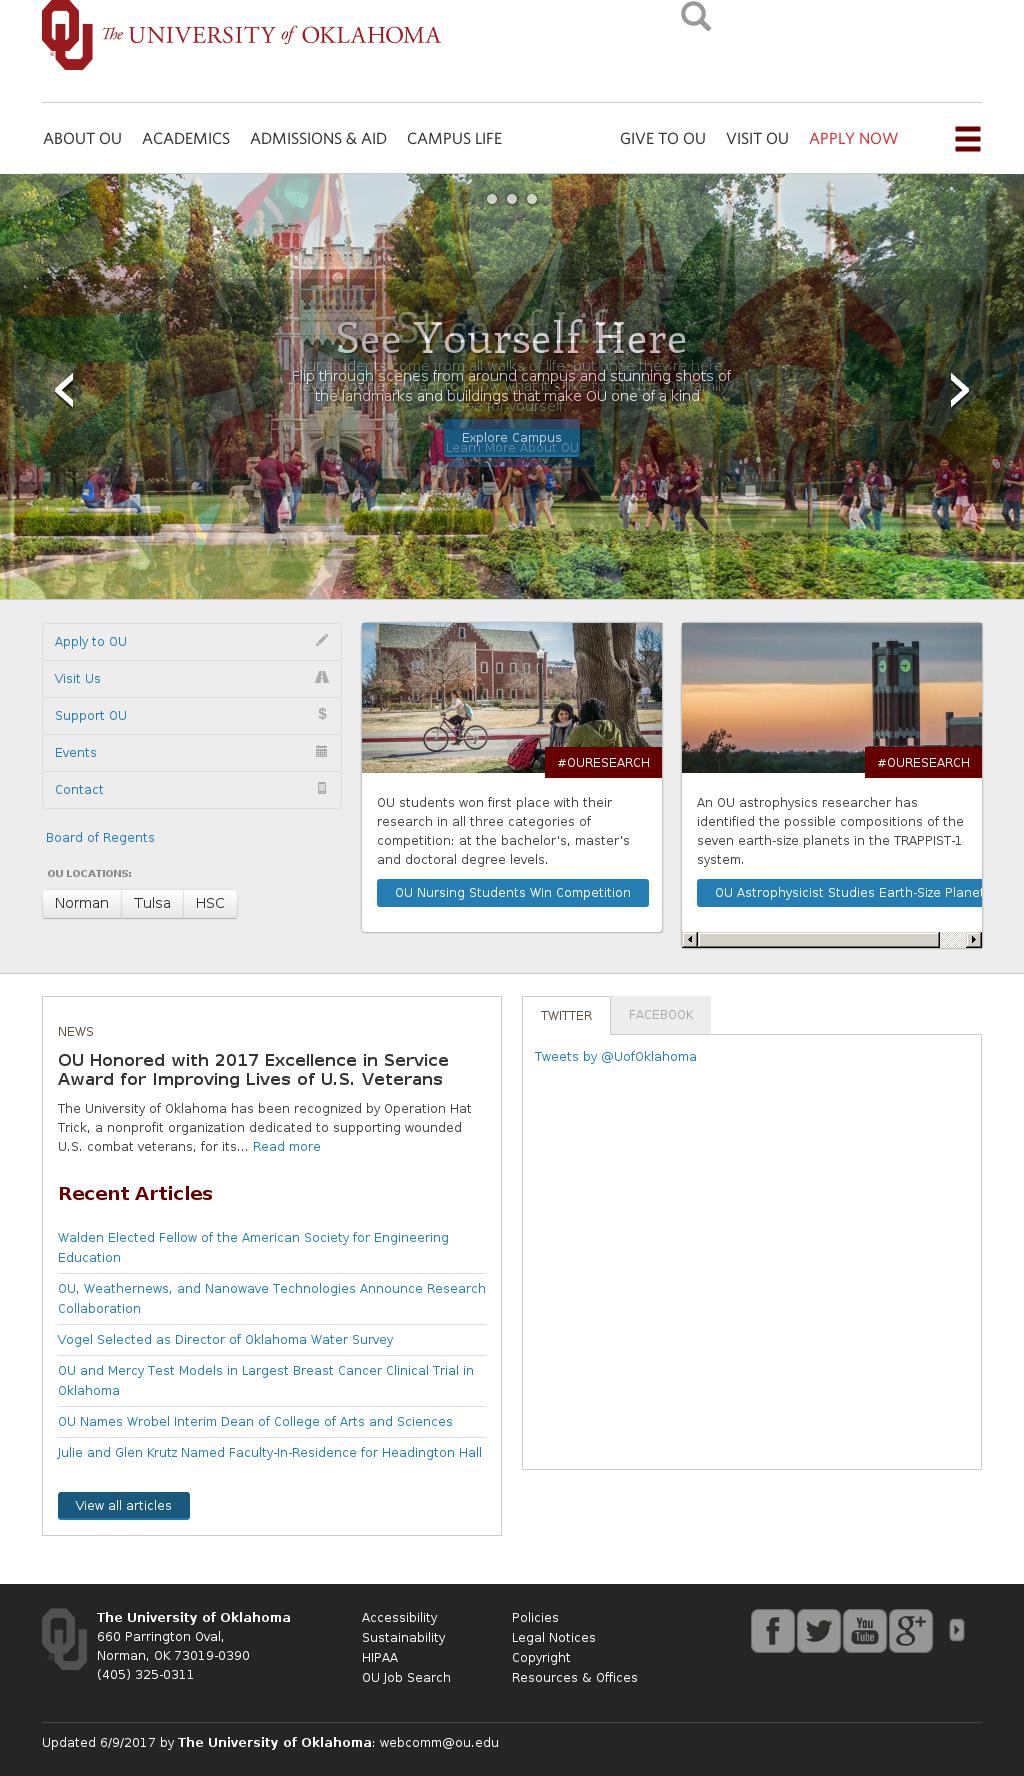 The UNIVERSITY of OKLAHOMA
ABOUT OU ACADEMICS ADMISSIONS & AID CAMPUS LIFE GIVE TO OU VISIT OU APPLY NOW
See Yourself Here
Flip through scenes from around campus and stunning shots of
the landmarks and buildings that make OU one of a kind.
See for yourself.
Explore Campus
Learn More About OU
Apply to OU
Visit Us
Support OU
Events
Contact
Board of Regents
OU LOCATIONS:
Norman Tulsa HSC
#OURESEARCH
OU students won first place with their
research in all three categories of
competition: at the bachelor's, master's
and doctoral degree levels.
OU Nursing Students Win Competition
#OURESEARCH
An OU astrophysics researcher has
identified the possible compositions of the
seven earth-size planets in the TRAPPIST-1
system.
OU Astrophysicist Studies Earth-Size Planet
NEWS
OU Honored with 2017 Excellence in Service
Award for Improving Lives of U.S. Veterans
The University of Oklahoma has been recognized by Operation Hat
Trick, a nonprofit organization dedicated to supporting wounded
U.S. combat veterans, for its... Read more
Recent Articles
Walden Elected Fellow of the American Society for Engineering
Education
OU, Weathernews, and Nanowave Technologies Announce Research
Collaboration
Vogel Selected as Director of Oklahoma Water Survey
OU and Mercy Test Models in Largest Breast Cancer Clinical Trial in
Oklahoma
OU Names Wrobel Interim Dean of College of Arts and Sciences
Julie and Glen Krutz Named Faculty-In-Residence for Headington Hall
View all articles
TWITTER FACEBOOK
Tweets by @UofOklahoma
The University of Oklahoma
660 Parrington Oval,
Norman, OK 73019-0390
(405) 325-0311
Accessibility
Sustainability
HIPAA
OU Job Search
Policies
Legal Notices
Copyright
Resources & Offices
You
Tube
Updated 6/9/2017 by The University of Oklahoma: webcomm@ou.edu